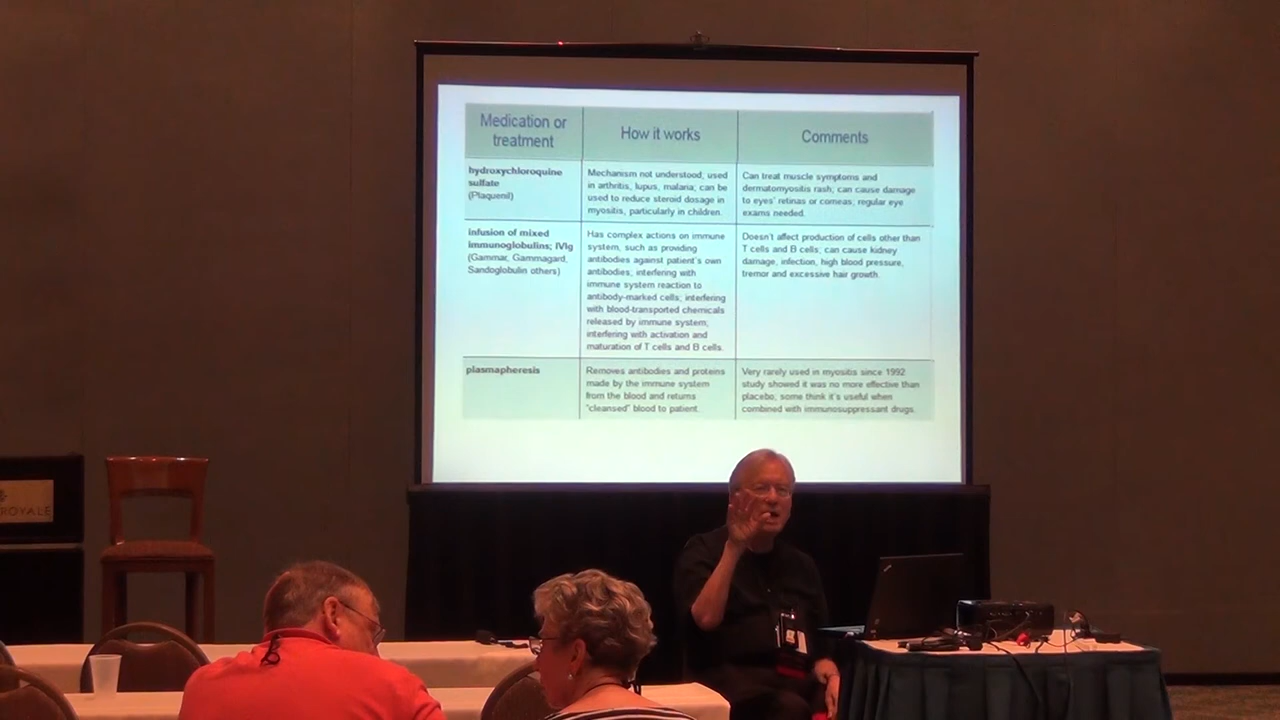 Medication or
treatment
How it works
Comments
hydroxychloroquine
sulfate
(Plaquenil)
Mechanism not understood; used
in arthritis, lupus, malaria; can be
used to reduce steroid dosage in
myositis, particularly in children.
Can treat muscle symptoms and
dermatomyositis rash; can cause damage
to eyes' retinas or corneas; regular eye
exams needed.
infusion of mixed
immunoglobulins; IVIg
(Gammar, Gammagard,
Sandoglobulin others)
Has complex actions on immune
system, such as providing
antibodies against patient's own
antibodies; interfering with
immune system reaction to
antibody-marked cells; interfering
with blood-transported chemicals
released by immune system;
interfering with activation and
maturation of T cells and B cells.
Doesn't affect production of cells other than
T cells and B cells; can cause kidney
damage, infection, high blood pressure,
tremor and excessive hair growth.
plasmapheresis
Removes antibodies and proteins
made by the immune system
from the blood and returns
"cleansed" blood to patient.
Very rarely used in myositis since 1992
study showed it was no more effective than
placebo; some think it's useful when
combined with immunosuppressant drugs.
ROYALE